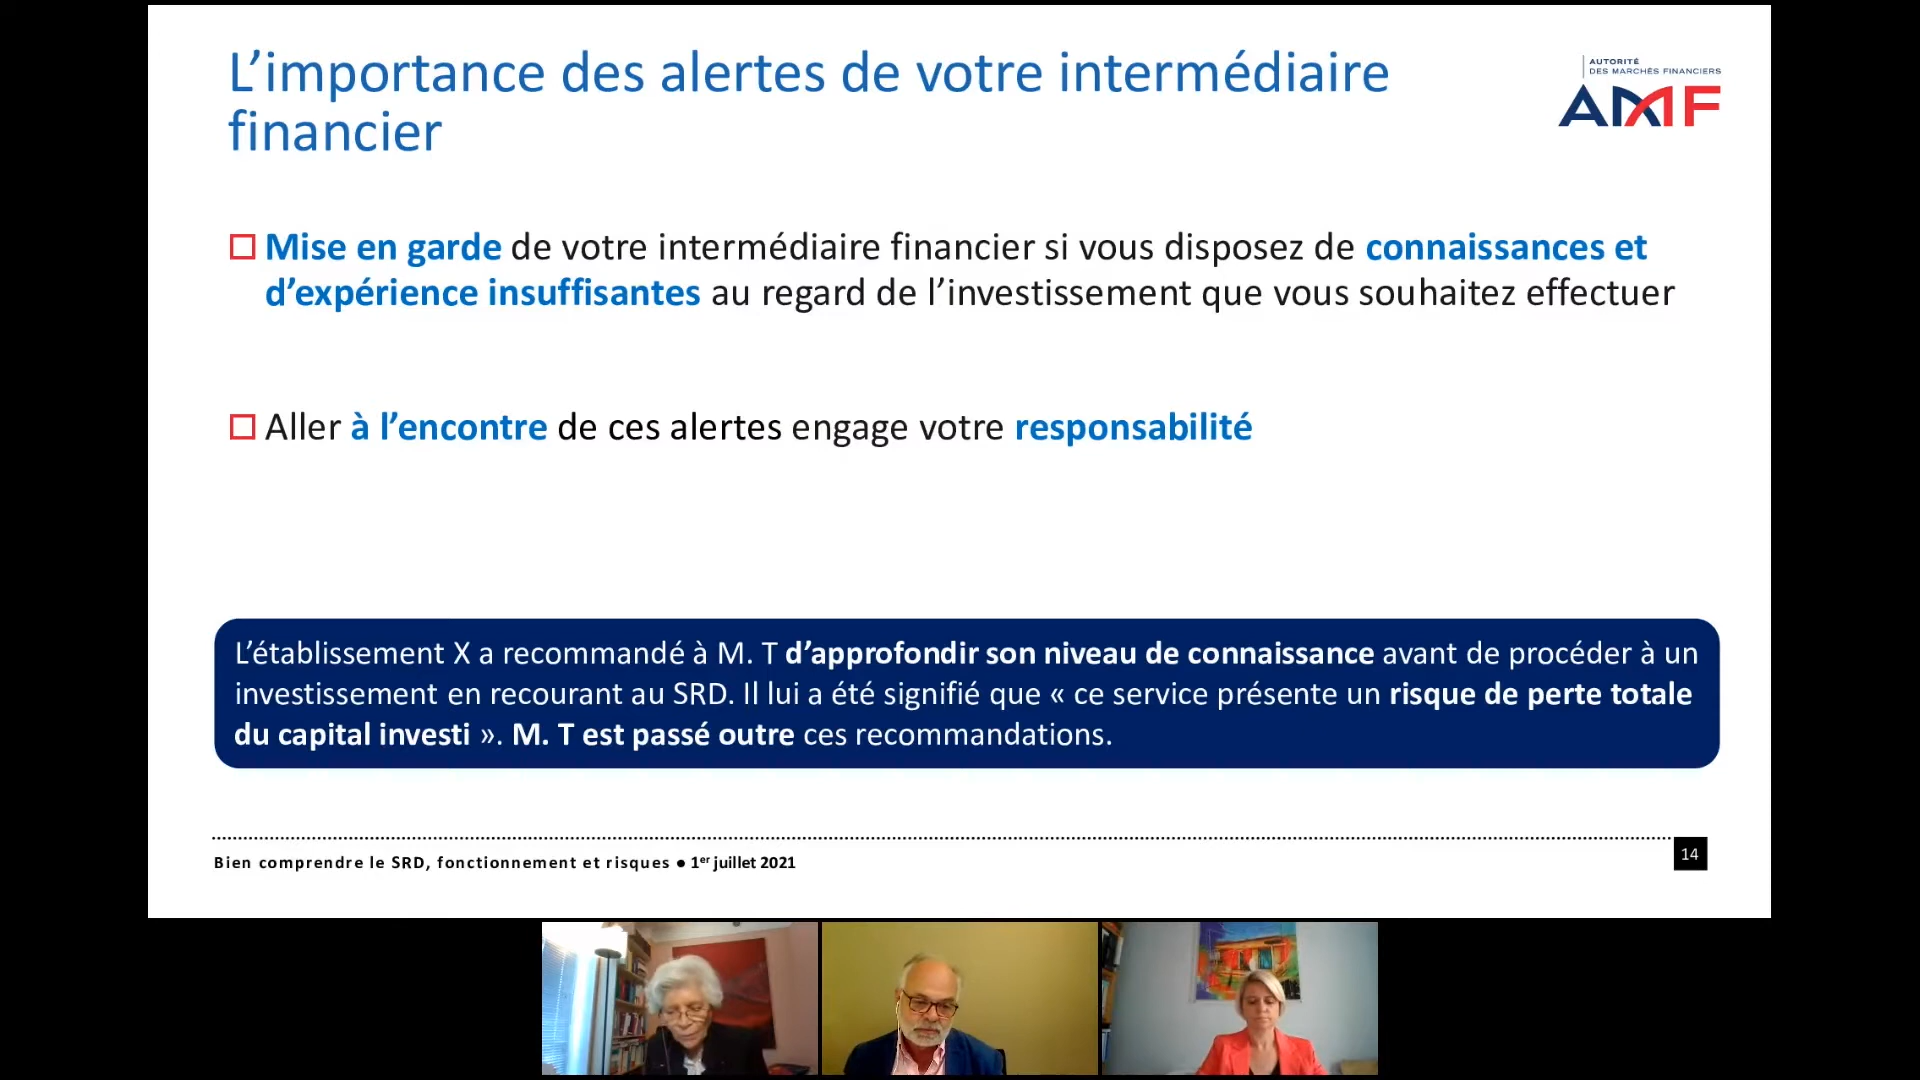 L’importance des alertes de votre intermédiaire
financier
AUTORITÉ
DES MARCHÉS FINANCIERS
AMF
Mise en garde de votre intermédiaire financier si vous disposez de connaissances et
d’expérience insuffisantes au regard de l’investissement que vous souhaitez effectuer
Aller à l’encontre de ces alertes engage votre responsabilité
L’établissement X a recommandé à M. T d’approfondir son niveau de connaissance avant de procéder à un
investissement en recourant au SRD. Il lui a été signifié que « ce service présente un risque de perte totale
du capital investi ». M. T est passé outre ces recommandations.
Bien comprendre le SRD, fonctionnement et risques ● 1er juillet 2021
14